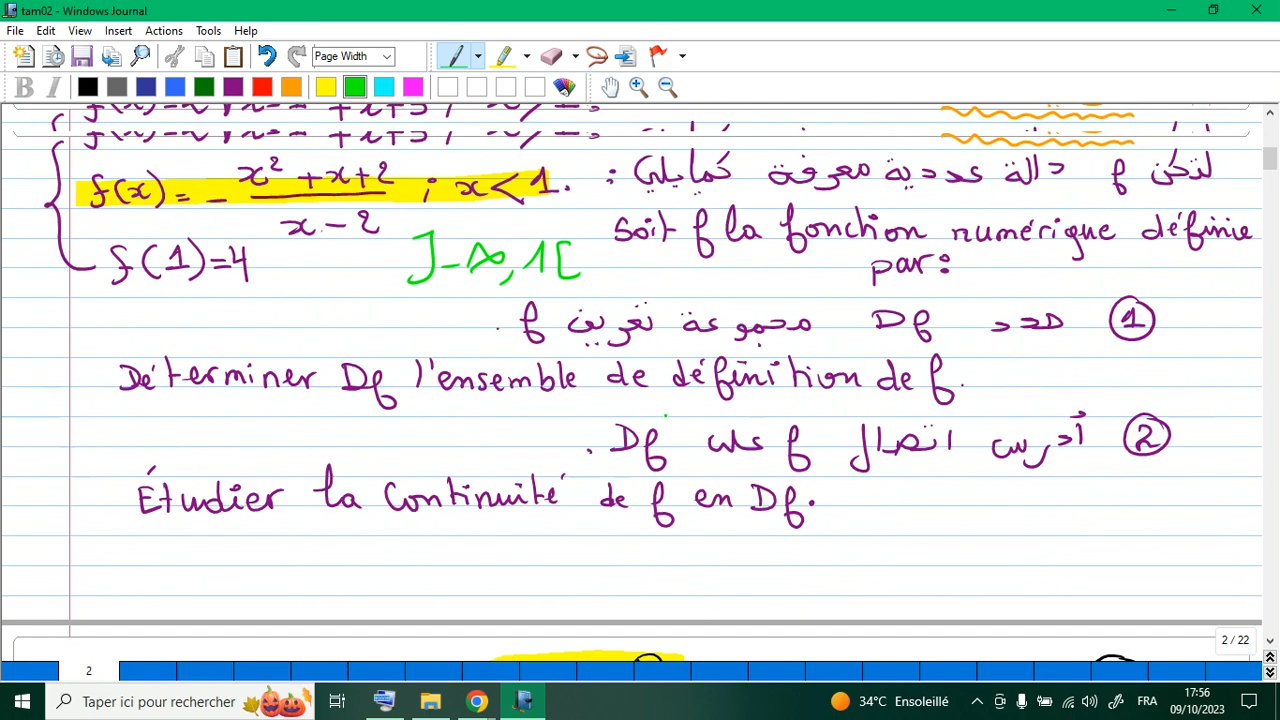 tam02 - Windows Journal
File Edit View Insert Actions Tools Help
Page Width
B I
f(x) = - (x² + x + 2)/(x - 2) ; x < 1.
لتكن f دالة عددية معرفة كمايلي :
f(1) = 4
]-∞, 1[
Soit f la fonction numérique définie
par:
① حدد Df مجموعة تعريف f .
Déterminer Df l'ensemble de définition de f.
② أدرس اتصال f على Df .
Étudier la continuité de f en Df.
2 / 22
2
Taper ici pour rechercher
34°C Ensoleillé
FRA
17:56
09/10/2023